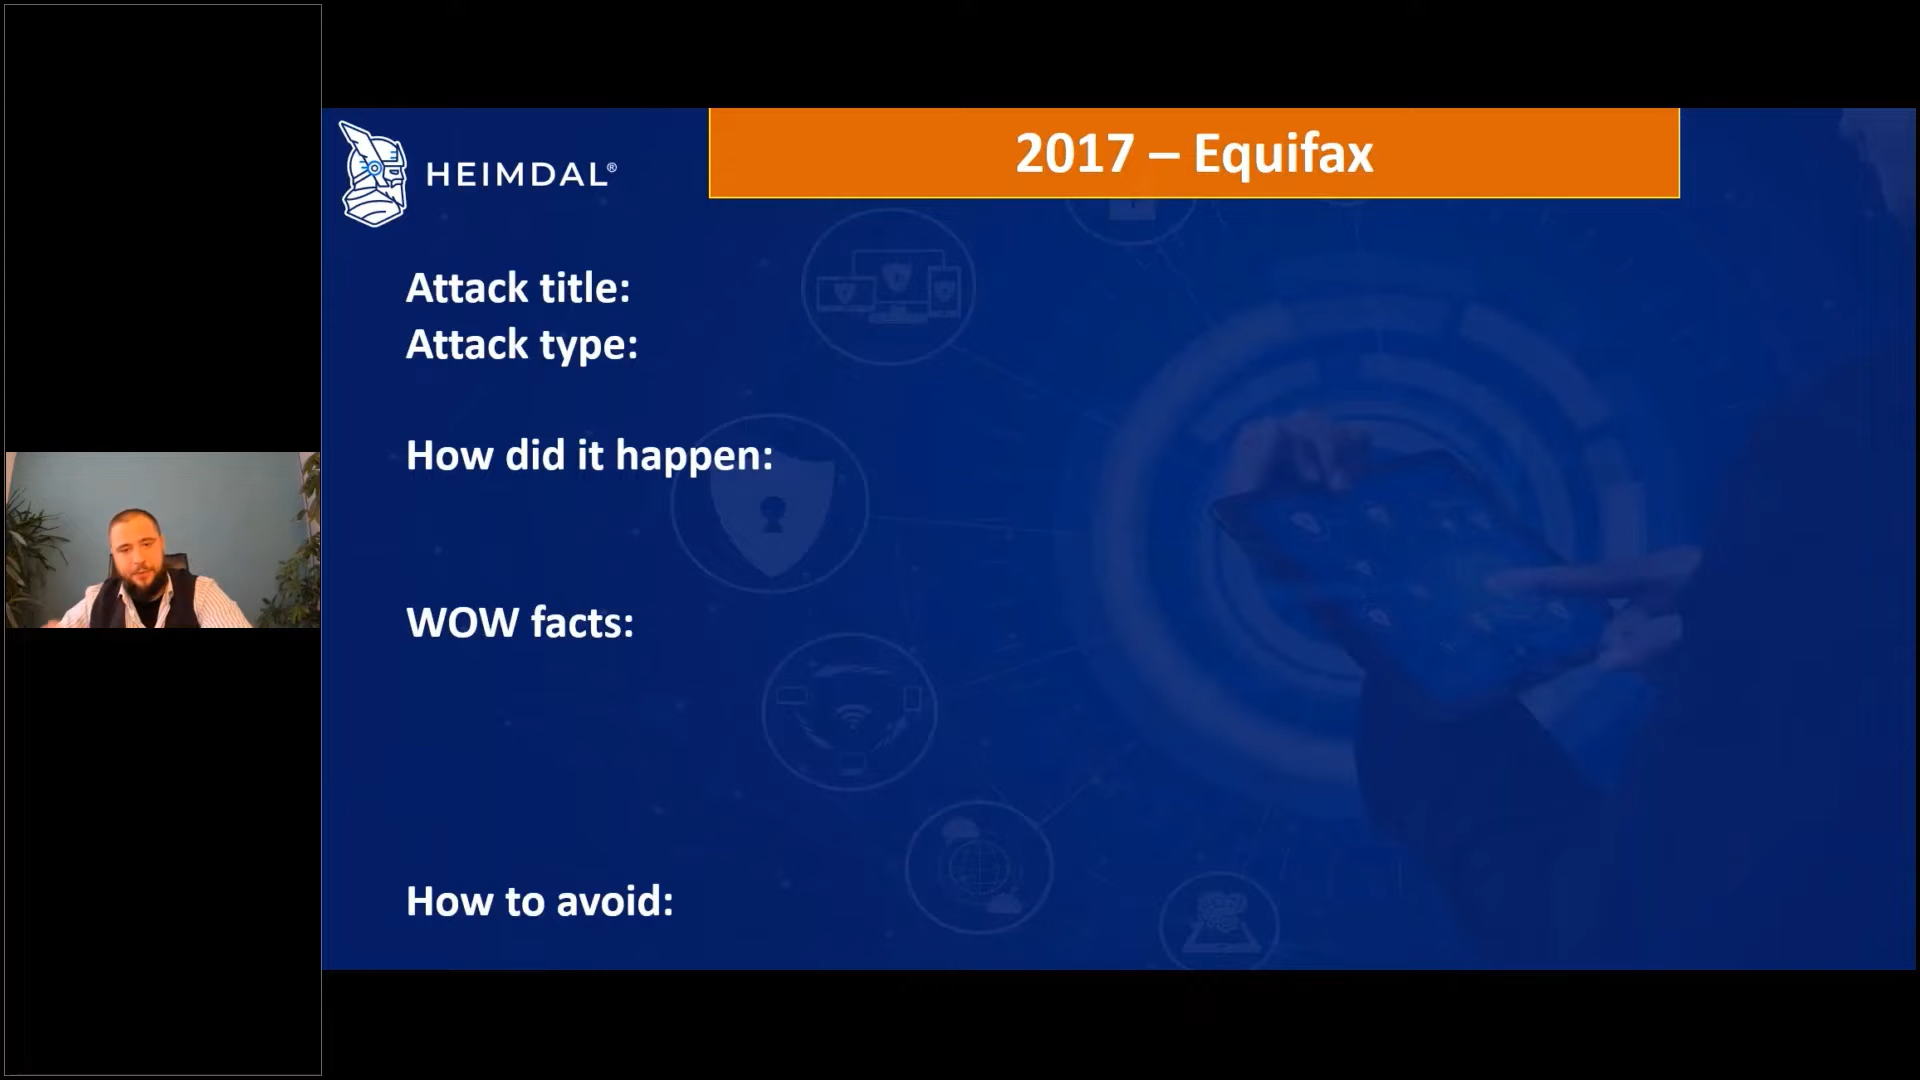 HEIMDAL®
2017 – Equifax
Attack title:
Attack type:
How did it happen:
WOW facts:
How to avoid: